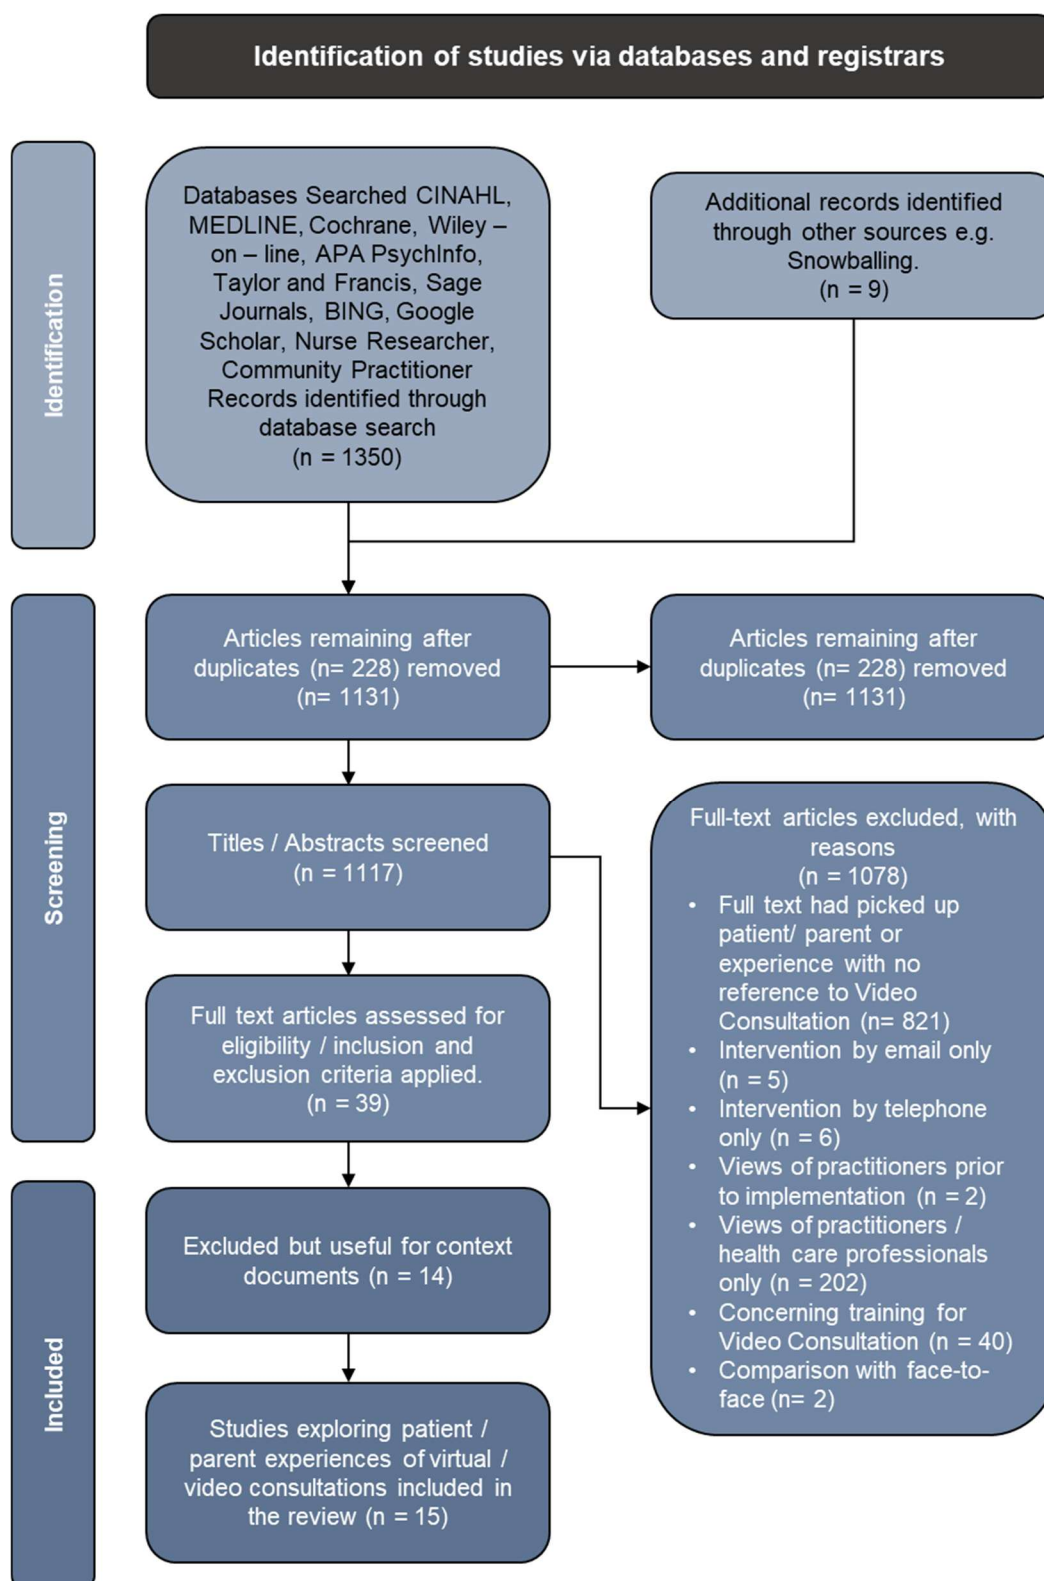 Identification of studies via databases and registrars
Identification
Databases Searched CINAHL,
MEDLINE, Cochrane, Wiley –
on – line, APA PsychInfo,
Taylor and Francis, Sage
Journals, BING, Google
Scholar, Nurse Researcher,
Community Practitioner
Records identified through
database search
(n = 1350)
Additional records identified
through other sources e.g.
Snowballing.
(n = 9)
Screening
Articles remaining after
duplicates (n= 228) removed
(n= 1131)
Articles remaining after
duplicates (n= 228) removed
(n= 1131)
Titles / Abstracts screened
(n = 1117)
Full-text articles excluded, with
reasons
(n = 1078)
• Full text had picked up
patient/ parent or
experience with no
reference to Video
Consultation (n= 821)
• Intervention by email only
(n = 5)
• Intervention by telephone
only (n = 6)
• Views of practitioners prior
to implementation (n = 2)
• Views of practitioners /
health care professionals
only (n = 202)
• Concerning training for
Video Consultation (n = 40)
• Comparison with face-to-
face (n= 2)
Full text articles assessed for
eligibility / inclusion and
exclusion criteria applied.
(n = 39)
Included
Excluded but useful for context
documents (n = 14)
Studies exploring patient /
parent experiences of virtual /
video consultations included in
the review (n = 15)